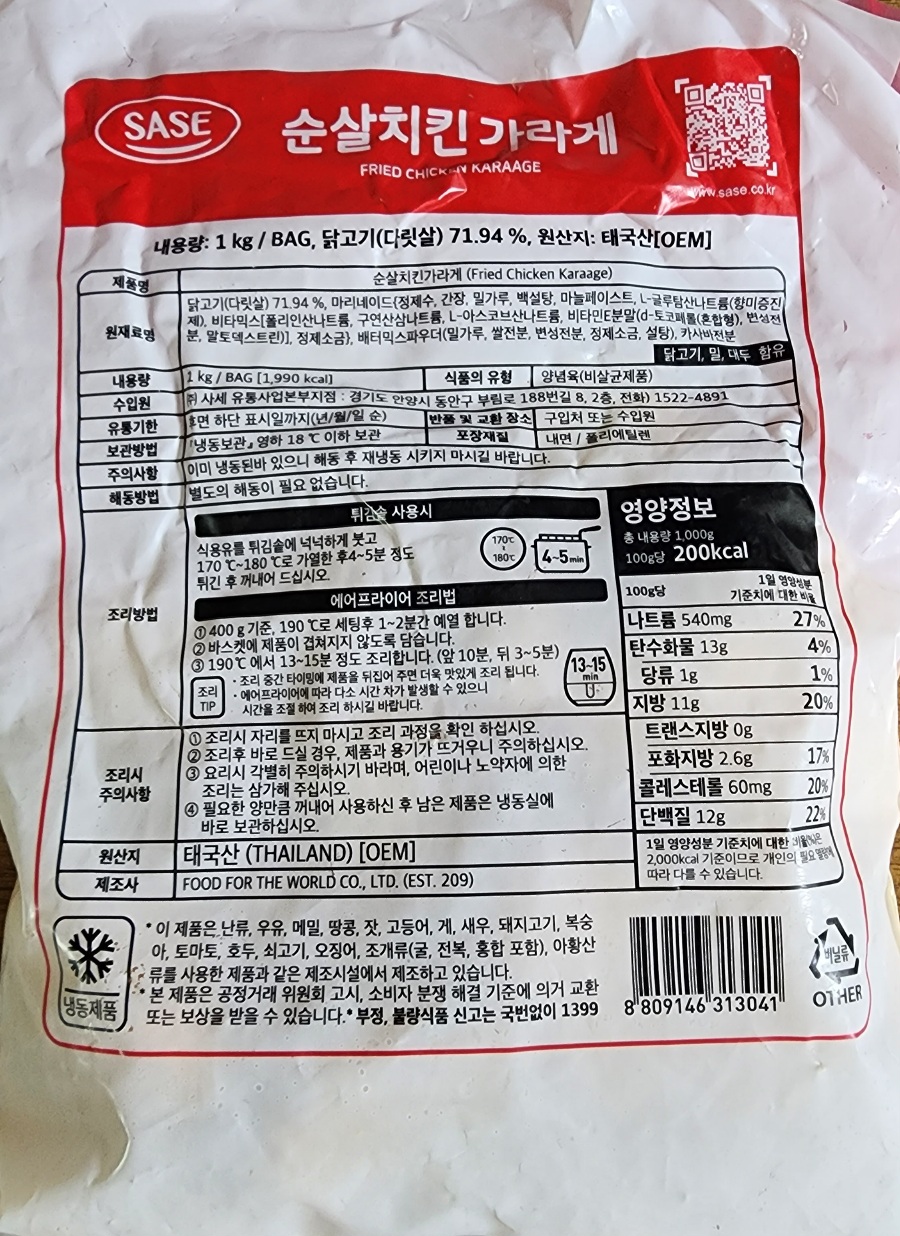 SASE
순살치킨 가라게
FRIED CHICKEN KARAAGE
www.sase.co.kr
내용량: 1 kg / BAG, 닭고기(다릿살) 71.94 %, 원산지: 태국산[OEM]
제품명
순살치킨가라게 (Fried Chicken Karaage)
원재료명
닭고기(다릿살) 71.94 %, 마리네이드{정제수, 간장, 밀가루, 백설탕, 마늘페이스트, L-글루탐산나트륨(향미증진
제), 비타믹스[폴리인산나트륨, 구연산삼나트륨, L-아스코브산나트륨, 비타민E분말(d-토코페롤(혼합형), 변성전
분, 말토덱스트린)], 정제소금}, 배터믹스파우더(밀가루, 쌀전분, 변성전분, 정제소금, 설탕), 카사바전분
닭고기, 밀, 대두 함유
내용량
1 kg / BAG [1,990 kcal]
식품의 유형
양념육(비살균제품)
수입원
㈜ 사세 유통사업본부지점 : 경기도 안양시 동안구 부림로 188번길 8, 2층, 전화) 1522-4891
유통기한
후면 하단 표시일까지(년/월/일 순)
반품 및 교환 장소
구입처 또는 수입원
보관방법
「냉동보관」 영하 18 ℃ 이하 보관
포장재질
내면 / 폴리에틸렌
주의사항
이미 냉동된바 있으니 해동 후 재냉동 시키지 마시길 바랍니다.
해동방법
별도의 해동이 필요 없습니다.
조리방법
튀김솥 사용시
식용유를 튀김솥에 넉넉하게 붓고
170 ℃~180 ℃로 가열한 후4~5분 정도
튀긴 후 꺼내어 드십시오.
170℃
~
180℃
4~5min
에어프라이어 조리법
① 400 g 기준, 190 ℃로 세팅후 1~2분간 예열 합니다.
② 바스켓에 제품이 겹쳐지지 않도록 담습니다.
③ 190℃ 에서 13~15분 정도 조리합니다. (앞 10분, 뒤 3~5분)
조리
TIP
· 조리 중간 타이밍에 제품을 뒤집어 주면 더욱 맛있게 조리 됩니다.
· 에어프라이어에 따라 다소 시간 차가 발생할 수 있으니
시간을 조절 하여 조리 하시길 바랍니다.
13~15
min
조리시
주의사항
① 조리시 자리를 뜨지 마시고 조리 과정을 확인 하십시오.
② 조리후 바로 드실 경우, 제품과 용기가 뜨거우니 주의하십시오.
③ 요리시 각별히 주의하시기 바라며, 어린이나 노약자에 의한
조리는 삼가해 주십시오.
④ 필요한 양만큼 꺼내어 사용하신 후 남은 제품은 냉동실에
바로 보관하십시오.
원산지
태국산 (THAILAND) [OEM]
제조사
FOOD FOR THE WORLD CO., LTD. (EST. 209)
영양정보
총 내용량 1,000g
100g당 200kcal
100g당
1일 영양성분
기준치에 대한 비율
나트륨 540mg 27%
탄수화물 13g 4%
당류 1g 1%
지방 11g 20%
트랜스지방 0g
포화지방 2.6g 17%
콜레스테롤 60mg 20%
단백질 12g 22%
1일 영양성분 기준치에 대한 비율(%)은
2,000kcal 기준이므로 개인의 필요 열량에
따라 다를 수 있습니다.
냉동제품
* 이 제품은 난류, 우유, 메밀, 땅콩, 잣, 고등어, 게, 새우, 돼지고기, 복숭
아, 토마토, 호두, 쇠고기, 오징어, 조개류(굴, 전복, 홍합 포함), 아황산
류를 사용한 제품과 같은 제조시설에서 제조하고 있습니다.
* 본 제품은 공정거래 위원회 고시, 소비자 분쟁 해결 기준에 의거 교환
또는 보상을 받을 수 있습니다.* 부정, 불량식품 신고는 국번없이 1399
8 809146 313041
비닐류
OTHER